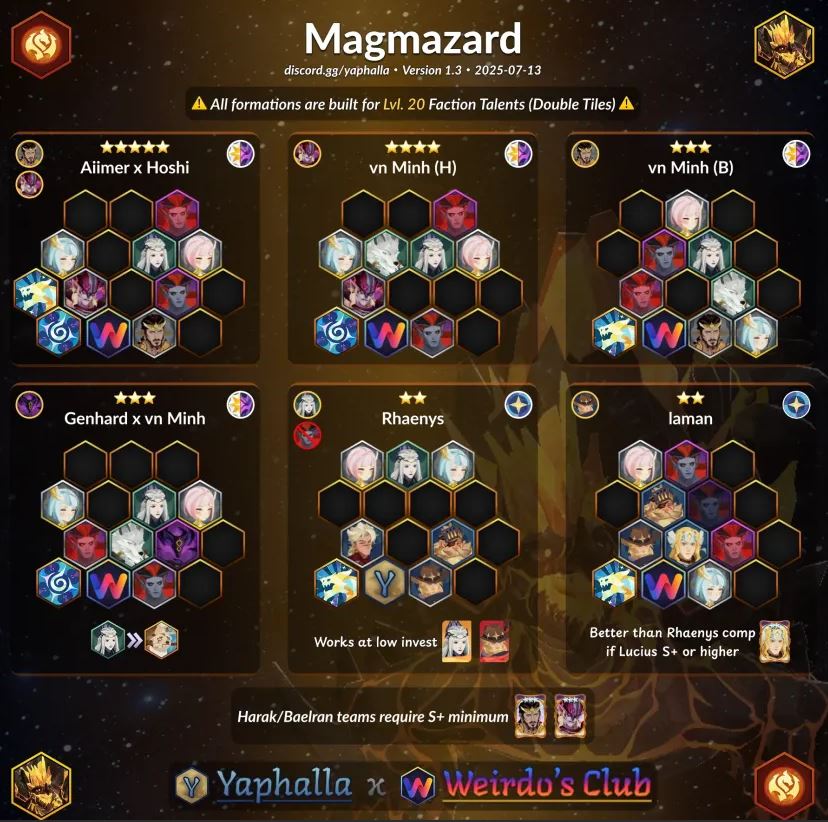 Magmazard
discord.gg/yaphalla • Version 1.3 • 2025-07-13
All formations are built for Lvl. 20 Faction Talents (Double Tiles)
Aiimer x Hoshi
vn Minh (H)
vn Minh (B)
W
W
W
Genhard x vn Minh
Rhaenys
Iaman
W
Y
W
Works at low invest
Better than Rhaenys comp
if Lucius S+ or higher
Harak/Baelran teams require S+ minimum
Y Yaphalla x W Weirdo's Club